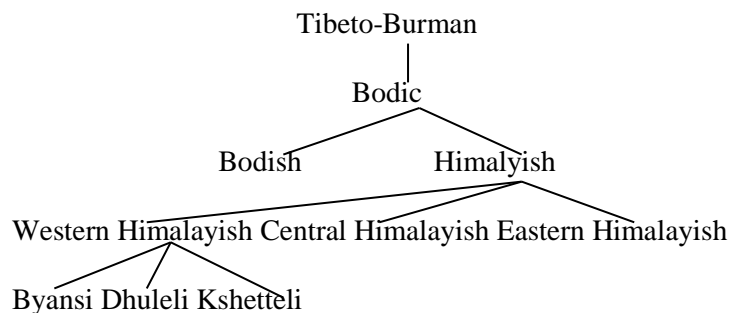 Tibeto-Burman
Bodic
Bodish Himalyish
Western Himalayish Central Himalayish Eastern Himalayish
Byansi Dhuleli Kshetteli